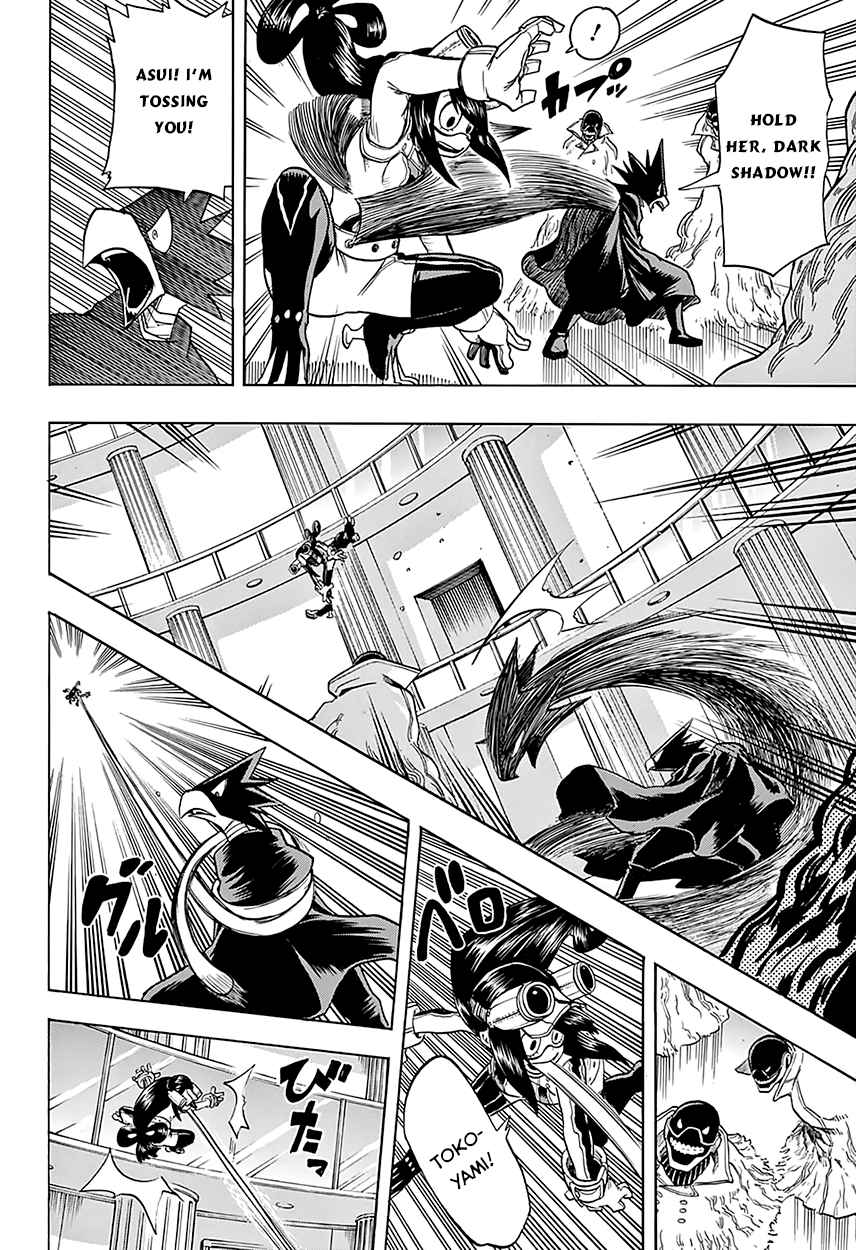 HOLD
HER, DARK
SHADOW!!
!
カプッ
ASUI! I'M
TOSSING
YOU!
ベロ
TOKO-
YAMI!
グル
びたっ